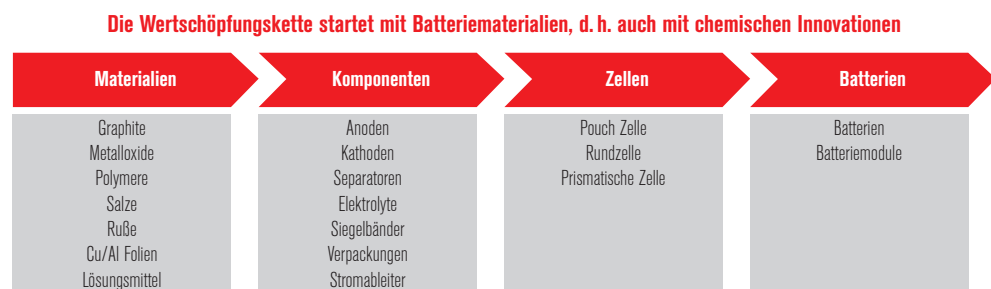 Die Wertschöpfungskette startet mit Batteriematerialien, d. h. auch mit chemischen Innovationen
Materialien
Graphite
Metalloxide
Polymere
Salze
Ruße
Cu/Al Folien
Lösungsmittel
Komponenten
Anoden
Kathoden
Separatoren
Elektrolyte
Siegelbänder
Verpackungen
Stromableiter
Zellen
Pouch Zelle
Rundzelle
Prismatische Zelle
Batterien
Batterien
Batteriemodule